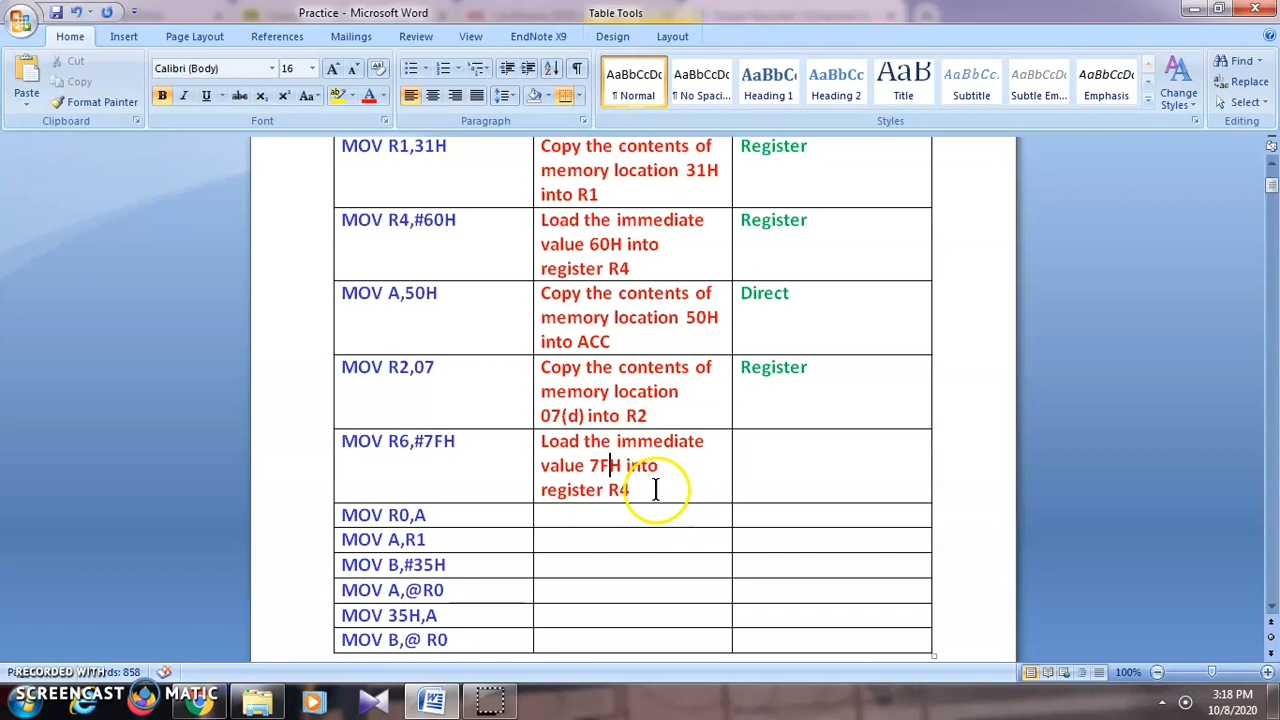 Practice - Microsoft Word
Table Tools
Home
Insert
Page Layout
References
Mailings
Review
View
EndNote X9
Design
Layout
Paste
Cut
Copy
Format Painter
Clipboard
Calibri (Body)
16
B I U abc X₂ X² Aa
Font
Paragraph
AaBbCcDc
¶ Normal
AaBbCcDc
¶ No Spaci...
AaBbCc
Heading 1
AaBbCc
Heading 2
AaB
Title
AaBbCc.
Subtitle
AaBbCcDc
Subtle Em...
AaBbCcDc
Emphasis
Change
Styles
Styles
Find
Replace
Select
Editing
MOV R1,31H
Copy the contents of
memory location 31H
into R1
Register
MOV R4,#60H
Load the immediate
value 60H into
register R4
Register
MOV A,50H
Copy the contents of
memory location 50H
into ACC
Direct
MOV R2,07
Copy the contents of
memory location
07(d) into R2
Register
MOV R6,#7FH
Load the immediate
value 7FH into
register R4
MOV R0,A
MOV A,R1
MOV B,#35H
MOV A,@R0
MOV 35H,A
MOV B,@ R0
RECORDED WITH
SCREENCAST MATIC
858
100%
3:18 PM
10/8/2020